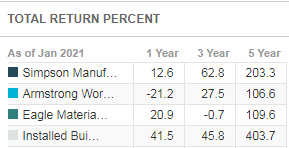 TOTAL RETURN PERCENT
As of Jan 2021 1 Year 3 Year 5 Year
Simpson Manuf... 12.6 62.8 203.3
Armstrong Wor... -21.2 27.5 106.6
Eagle Materia... 20.9 -0.7 109.6
Installed Bui... 41.5 45.8 403.7